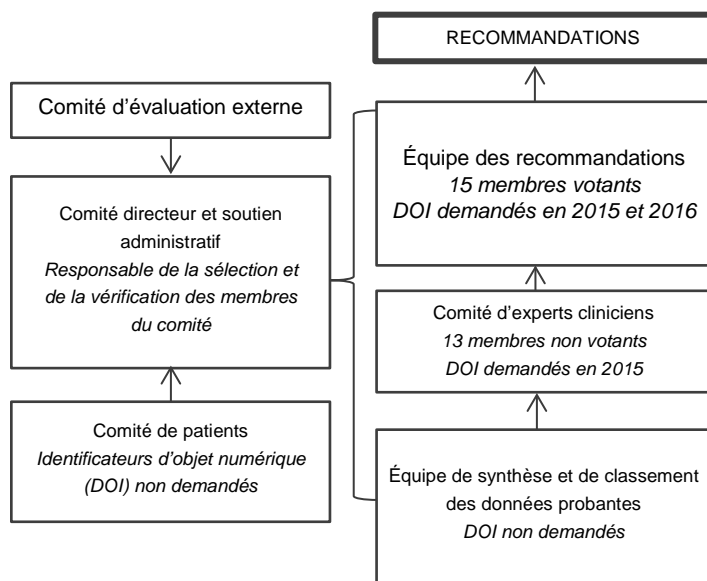 RECOMMANDATIONS
Comité d’évaluation externe
Équipe des recommandations
15 membres votants
DOI demandés en 2015 et 2016
Comité directeur et soutien
administratif
Responsable de la sélection et
de la vérification des membres
du comité
Comité d’experts cliniciens
13 membres non votants
DOI demandés en 2015
Comité de patients
Identificateurs d’objet numérique
(DOI) non demandés
Équipe de synthèse et de classement
des données probantes
DOI non demandés